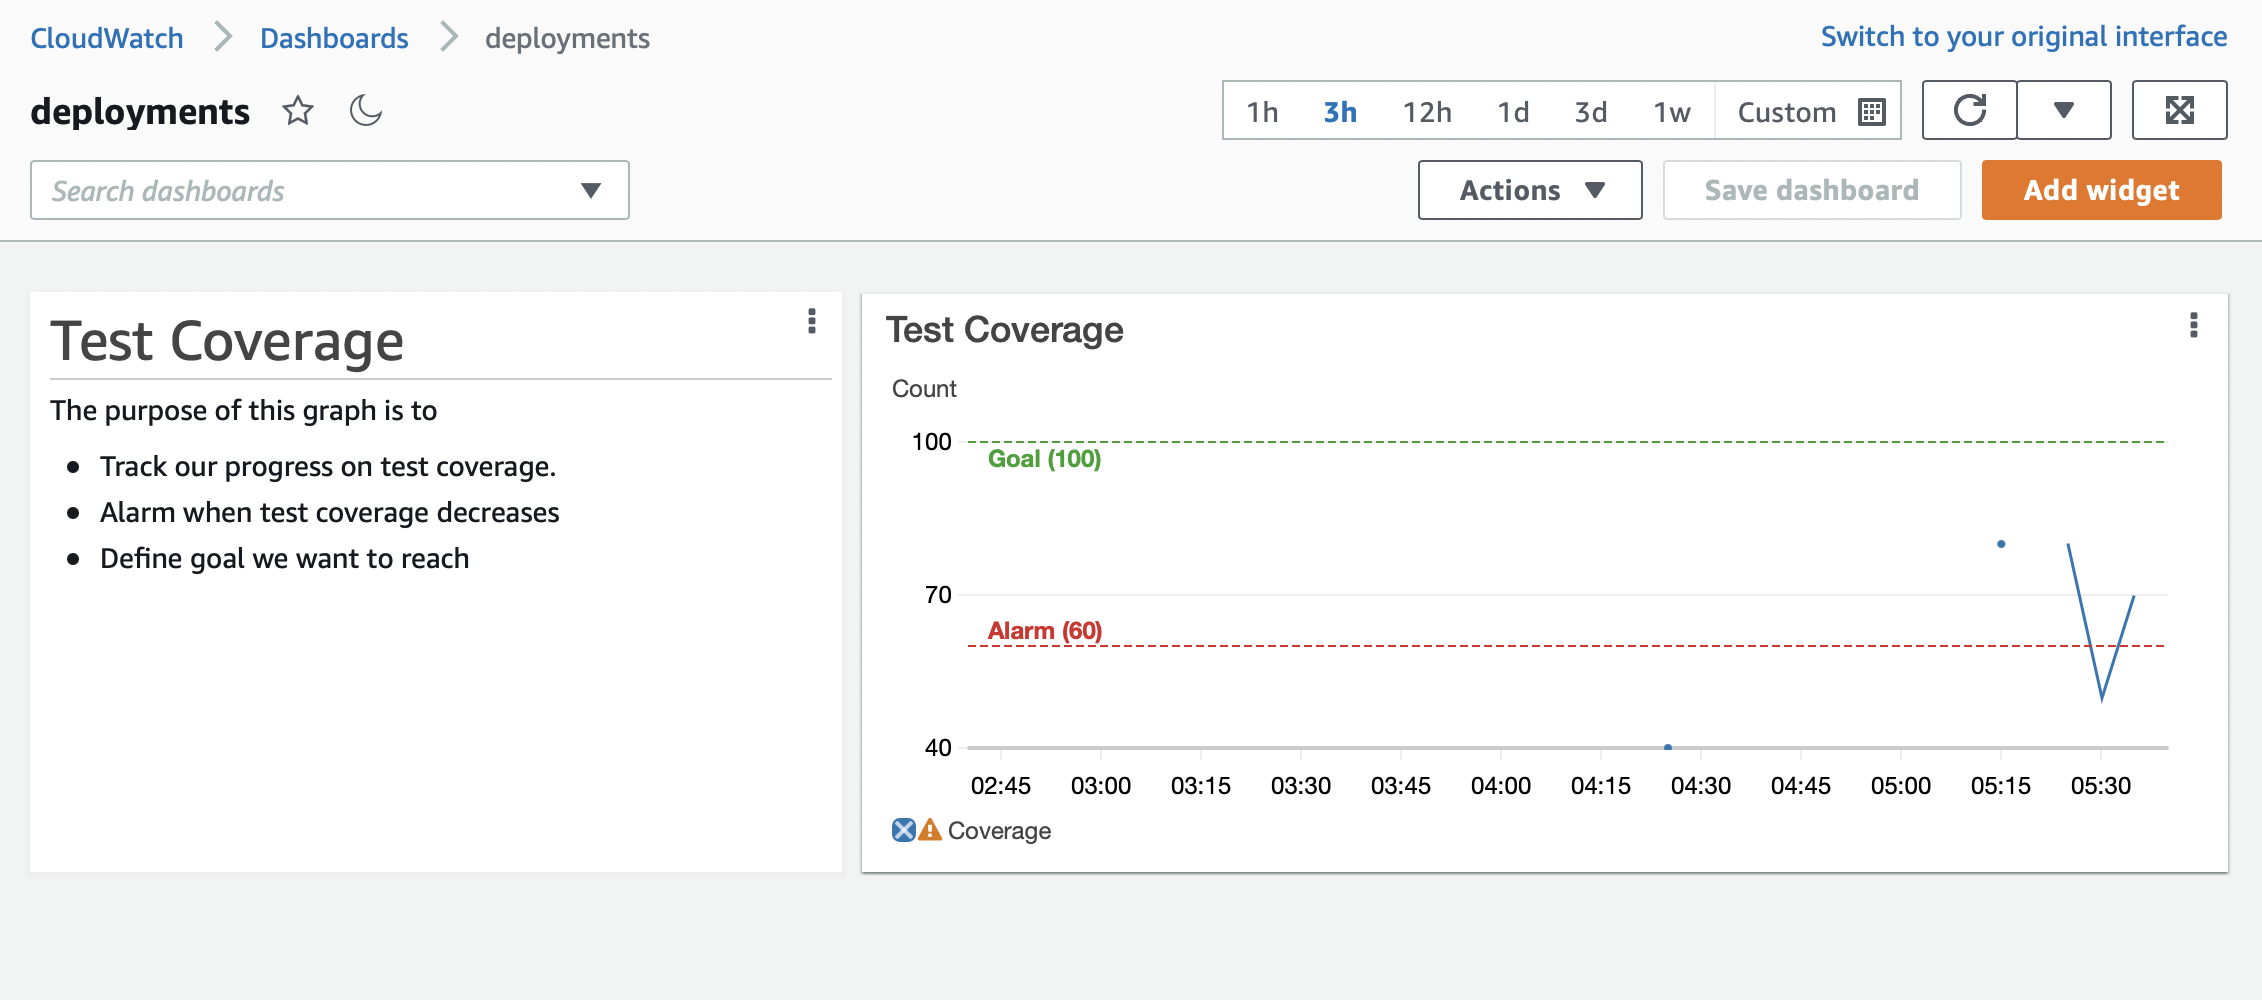 CloudWatch Dashboards deployments
Switch to your original interface
deployments
1h 3h 12h 1d 3d 1w Custom
Search dashboards
Actions Save dashboard Add widget
Test Coverage
The purpose of this graph is to
Track our progress on test coverage.
Alarm when test coverage decreases
Define goal we want to reach
Test Coverage
Count
100
Goal (100)
70
Alarm (60)
40
02:45 03:00 03:15 03:30 03:45 04:00 04:15 04:30 04:45 05:00 05:15 05:30
Coverage